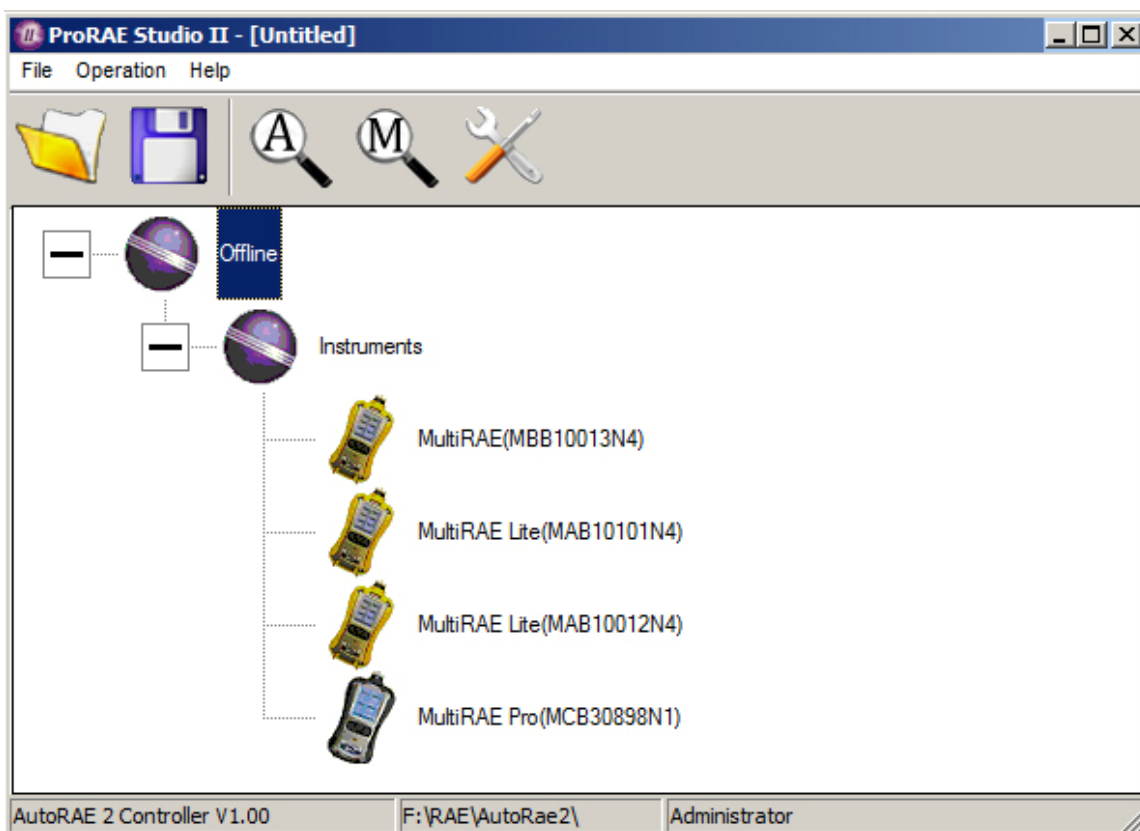 ProRAE Studio II - [Untitled]
File Operation Help
A M
Offline
Instruments
MultiRAE(MBB10013N4)
MultiRAE Lite(MAB10101N4)
MultiRAE Lite(MAB10012N4)
MultiRAE Pro(MCB30898N1)
AutoRAE 2 Controller V1.00 F:\RAE\AutoRae2\ Administrator